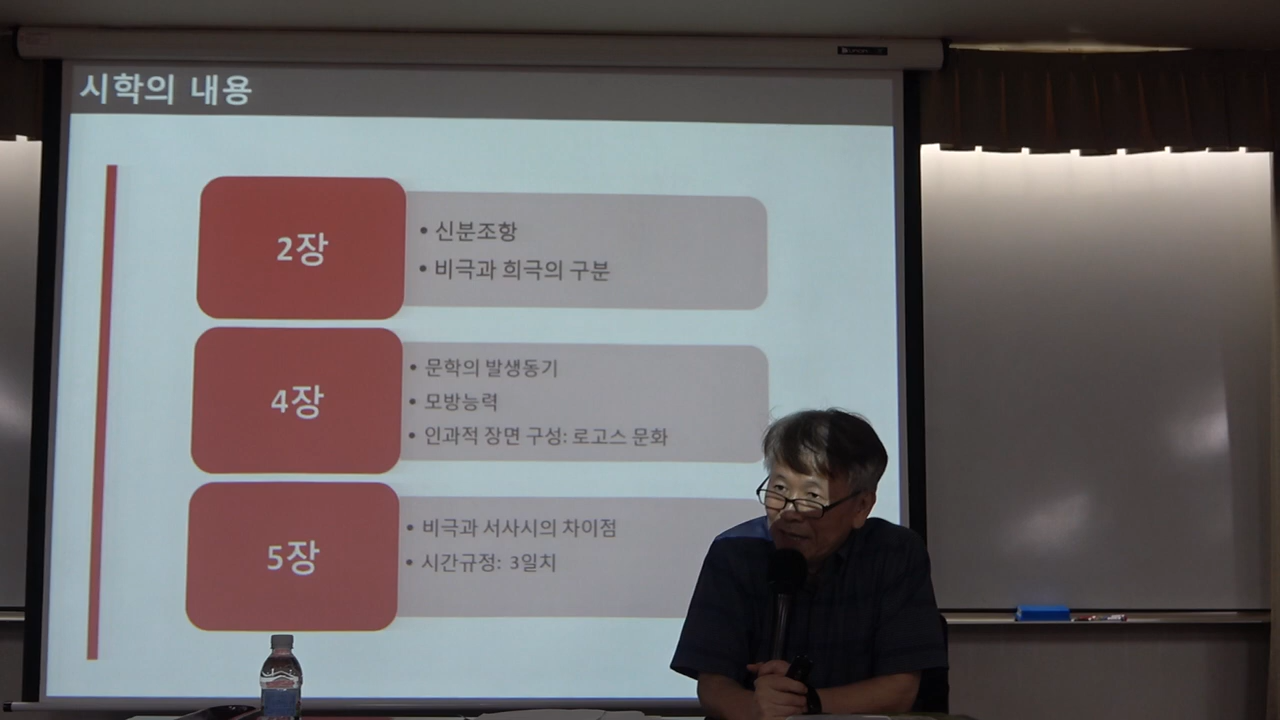 시학의 내용
2장
• 신분조항
• 비극과 희극의 구분
4장
• 문학의 발생동기
• 모방능력
• 인과적 장면 구성: 로고스 문화
5장
• 비극과 서사시의 차이점
• 시간규정: 3일치